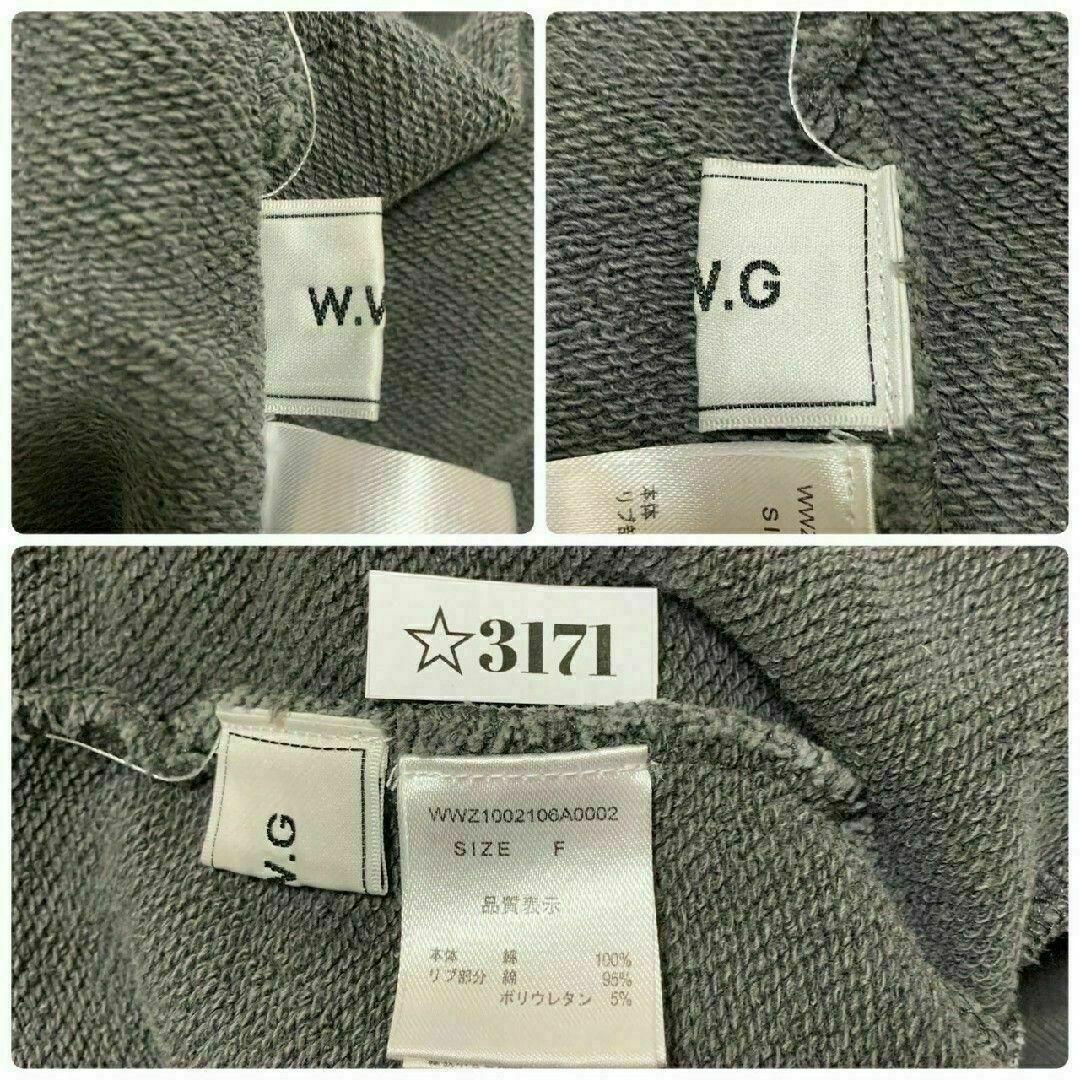 W.W
W.G
本体
リブ部
WWZ
SI
☆3171
W.G
WWZ1002106A0002
SIZE F
品質表示
本体 綿 100%
リブ部分 綿 95%
ポリウレタン 5%